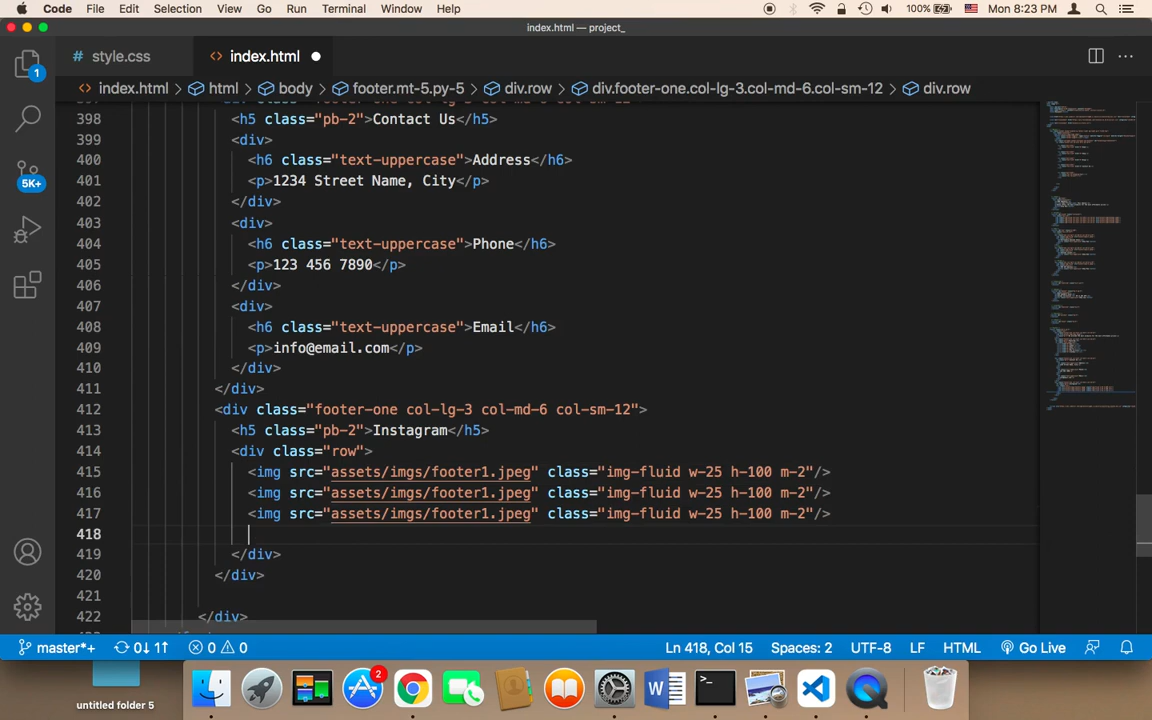 Code File Edit Selection View Go Run Terminal Window Help 100% Mon 8:23 PM
index.html — project_
# style.css <> index.html
<> index.html > html > body > footer.mt-5.py-5 > div.row > div.footer-one.col-lg-3.col-md-6.col-sm-12 > div.row
398 <h5 class="pb-2">Contact Us</h5>
399 <div>
400 <h6 class="text-uppercase">Address</h6>
401 <p>1234 Street Name, City</p>
402 </div>
403 <div>
404 <h6 class="text-uppercase">Phone</h6>
405 <p>123 456 7890</p>
406 </div>
407 <div>
408 <h6 class="text-uppercase">Email</h6>
409 <p>info@email.com</p>
410 </div>
411 </div>
412 <div class="footer-one col-lg-3 col-md-6 col-sm-12">
413 <h5 class="pb-2">Instagram</h5>
414 <div class="row">
415 <img src="assets/imgs/footer1.jpeg" class="img-fluid w-25 h-100 m-2"/>
416 <img src="assets/imgs/footer1.jpeg" class="img-fluid w-25 h-100 m-2"/>
417 <img src="assets/imgs/footer1.jpeg" class="img-fluid w-25 h-100 m-2"/>
418
419 </div>
420 </div>
421
422 </div>
1
5K+
master*+ 0↓ 1↑ 0 0 Ln 418, Col 15 Spaces: 2 UTF-8 LF HTML Go Live
2
untitled folder 5